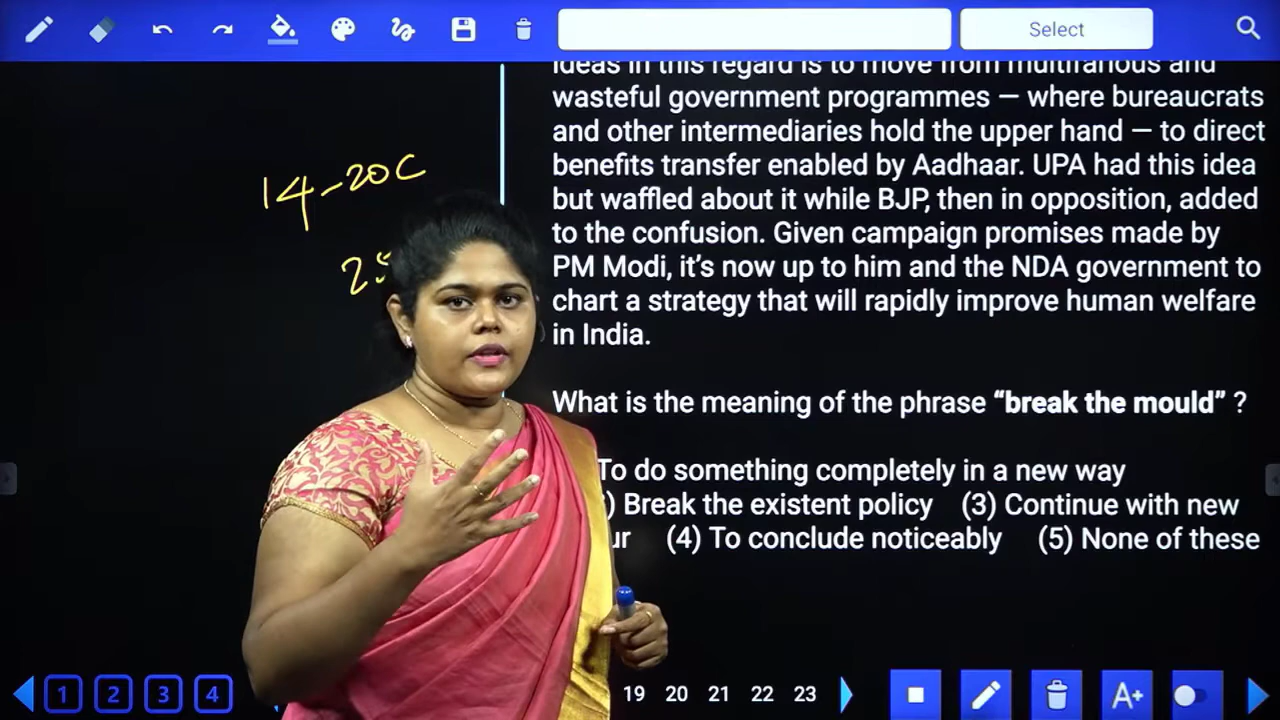 Select
ideas in this regard is to move from multifarious and
wasteful government programmes — where bureaucrats
and other intermediaries hold the upper hand — to direct
benefits transfer enabled by Aadhaar. UPA had this idea
but waffled about it while BJP, then in opposition, added
to the confusion. Given campaign promises made by
PM Modi, it's now up to him and the NDA government to
chart a strategy that will rapidly improve human welfare
in India.
14-20C
What is the meaning of the phrase “break the mould” ?
To do something completely in a new way
) Break the existent policy (3) Continue with new
(4) To conclude noticeably (5) None of these
1 2 3 4 19 20 21 22 23 A+